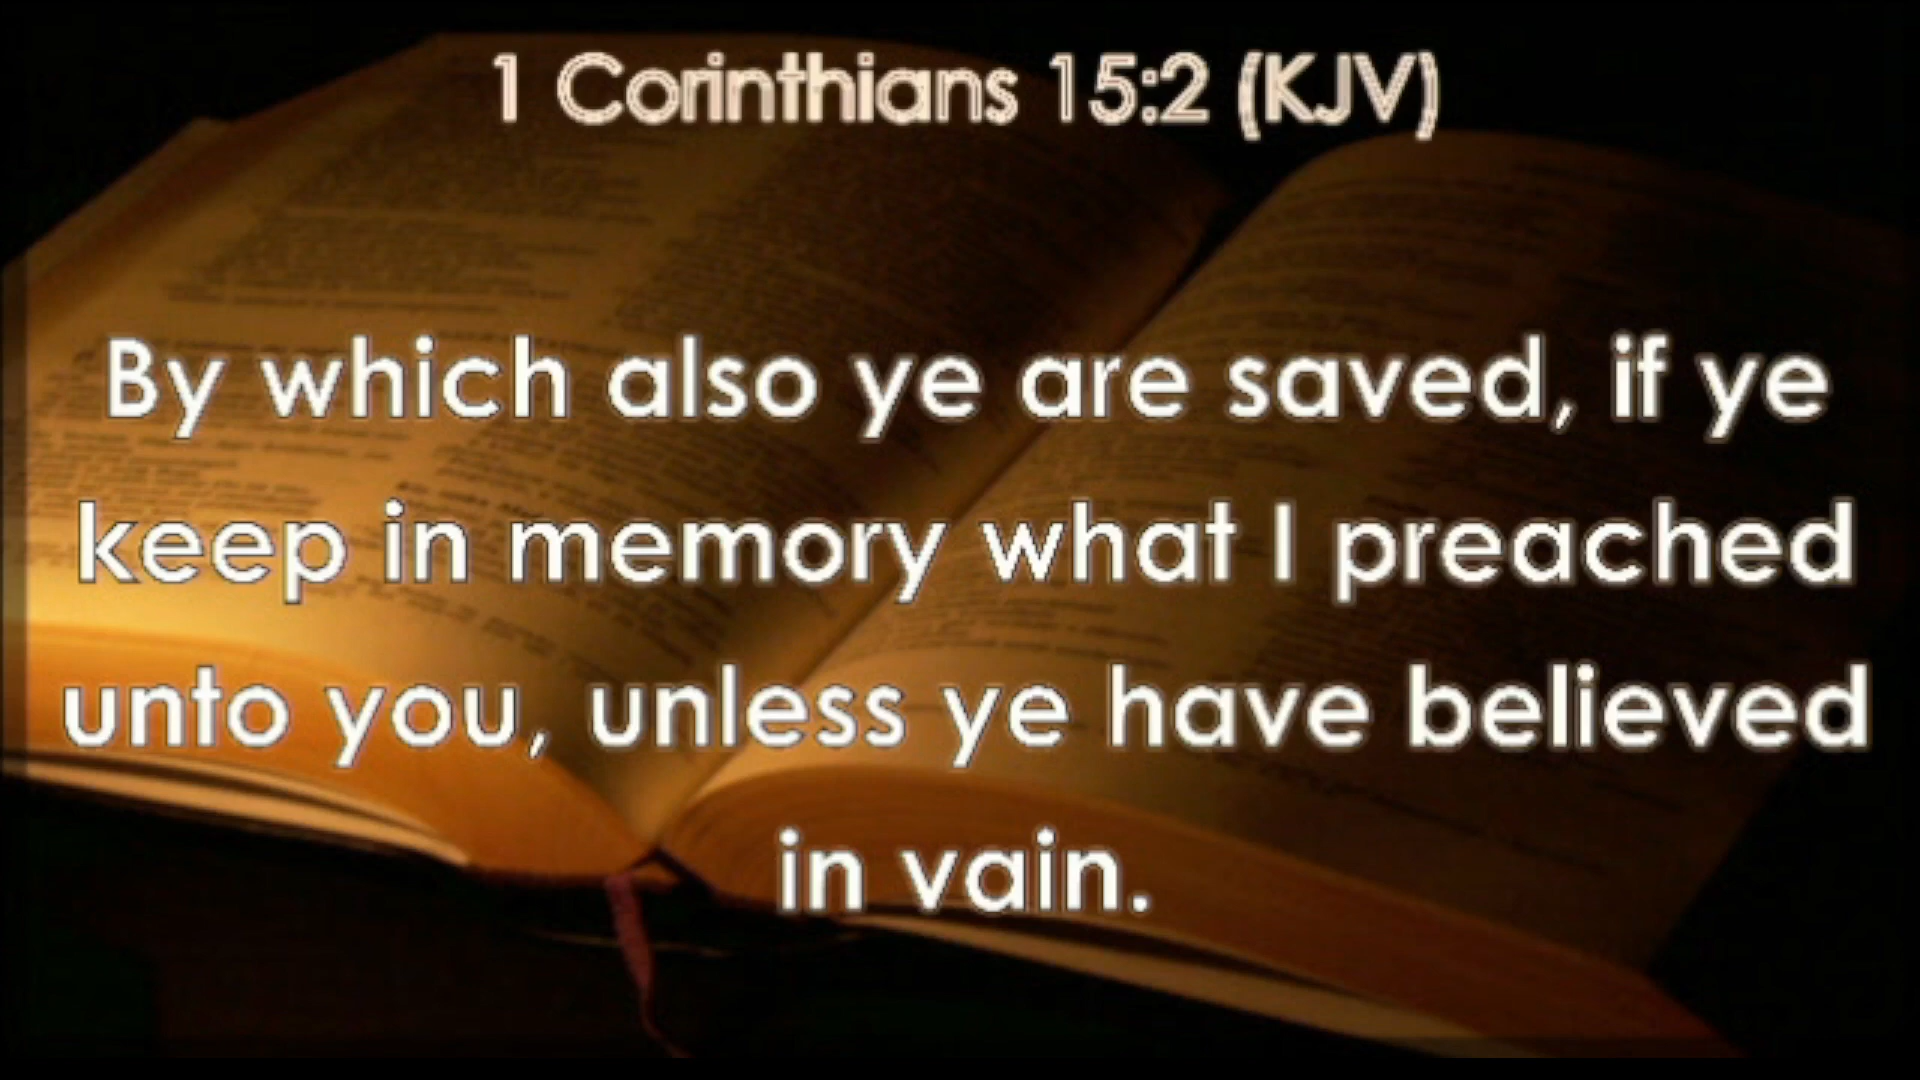 1 Corinthians 15:2 (KJV)
By which also ye are saved, if ye
keep in memory what I preached
unto you, unless ye have believed
in vain.